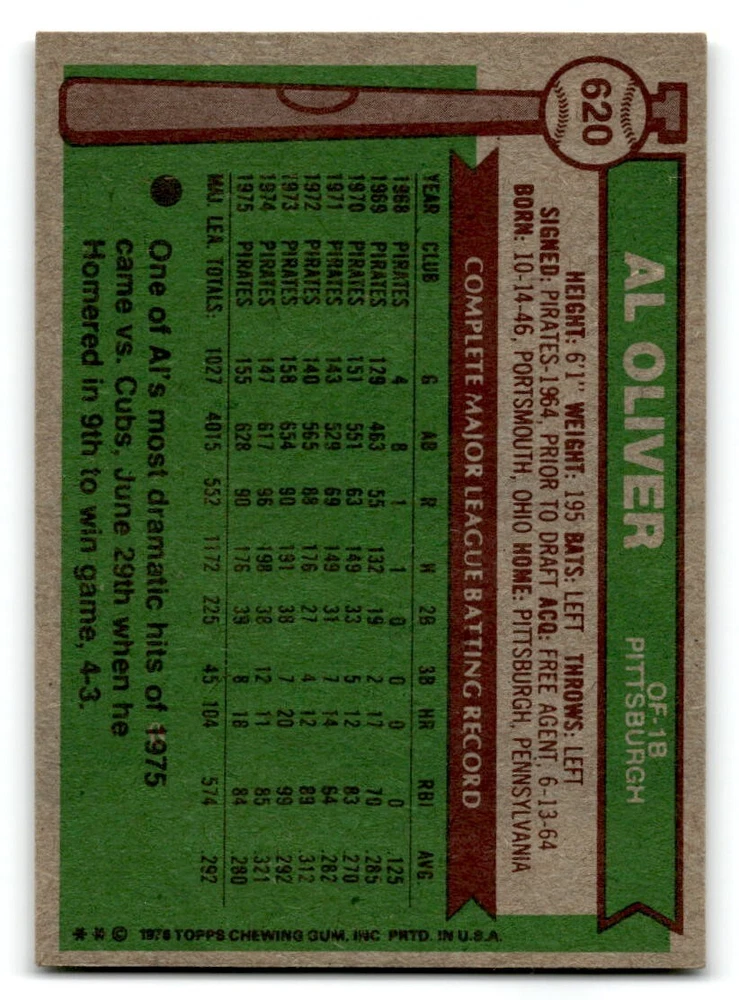 620
AL OLIVER
OF-1B
PITTSBURGH
HEIGHT: 6'1" WEIGHT: 195 BATS: LEFT THROWS: LEFT
SIGNED: PIRATES-1964, PRIOR TO DRAFT ACQ: FREE AGENT, 6-13-64
BORN: 10-14-46, PORTSMOUTH, OHIO HOME: PITTSBURGH, PENNSYLVANIA
COMPLETE MAJOR LEAGUE BATTING RECORD
YEAR CLUB G AB R H 2B 3B HR RBI AVG.
1968 PIRATES 4 8 1 1 0 0 0 0 .125
1969 PIRATES 129 463 55 132 19 2 17 70 .285
1970 PIRATES 151 551 63 149 33 5 12 83 .270
1971 PIRATES 143 529 69 149 31 7 14 64 .282
1972 PIRATES 140 565 88 176 27 4 12 89 .312
1973 PIRATES 158 654 90 191 38 7 20 99 .292
1974 PIRATES 147 617 96 198 38 12 11 85 .321
1975 PIRATES 155 628 90 176 39 8 18 84 .280
MAJ. LEA. TOTALS: 1027 4015 552 1172 225 45 104 574 .292
One of Al's most dramatic hits of 1975
came vs. Cubs, June 29th when he
Homered in 9th to win game, 4-3.
** © 1976 TOPPS CHEWING GUM, INC PRTD. IN U.S.A.